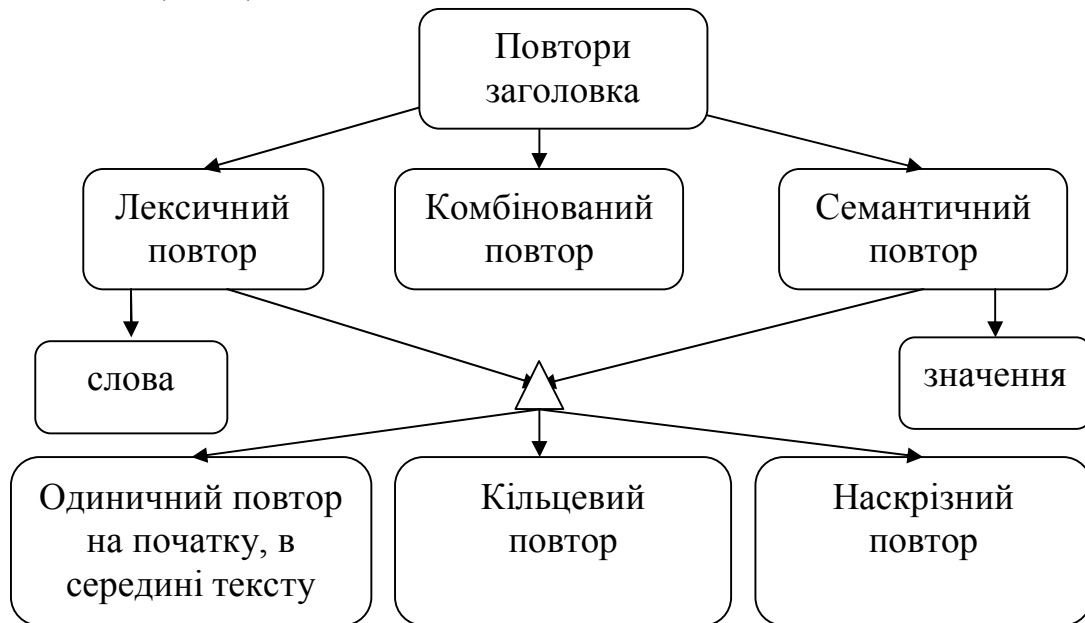 Повтори
заголовка
Лексичний
повтор
Комбінований
повтор
Семантичний
повтор
слова
значення
Одиничний повтор
на початку, в
середині тексту
Кільцевий
повтор
Наскрізний
повтор